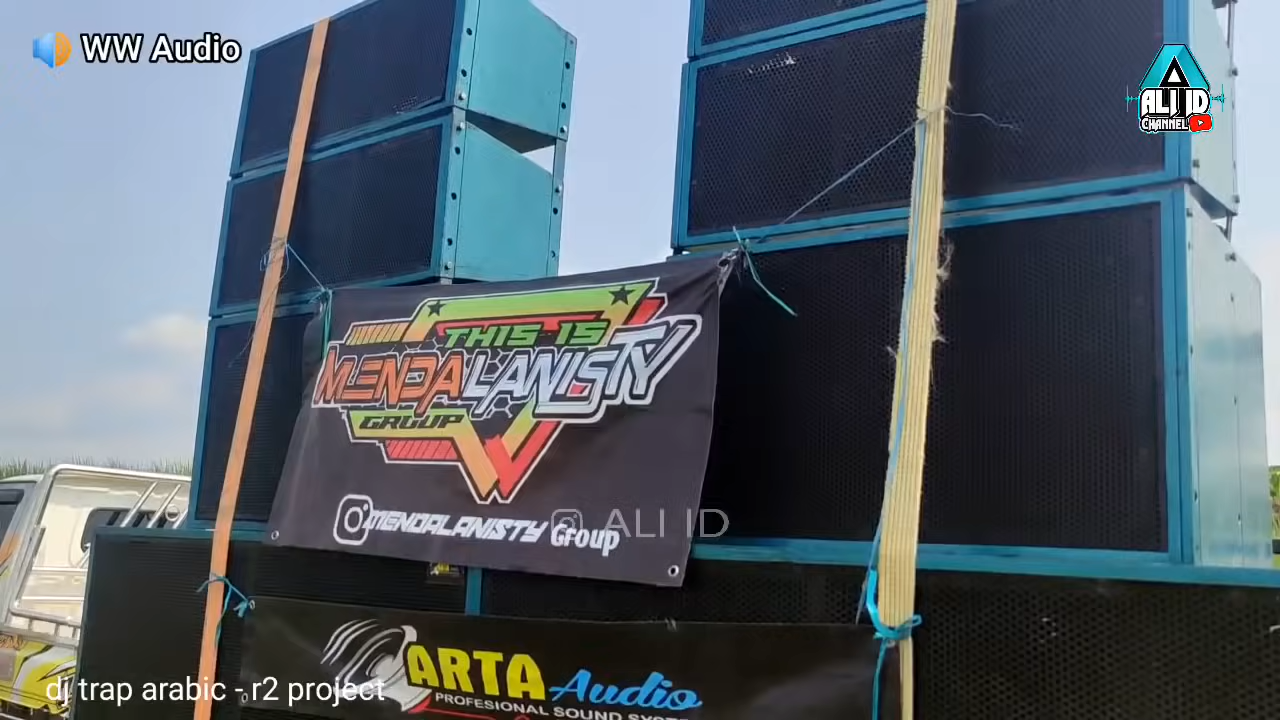 WW Audio
ALI ID
CHANNEL
THIS IS
MENDALANISTY
GROUP
MENDALANISTY Group
ALI ID
ARTA Audio
PROFESIONAL SOUND SYST
dj trap arabic - r2 project